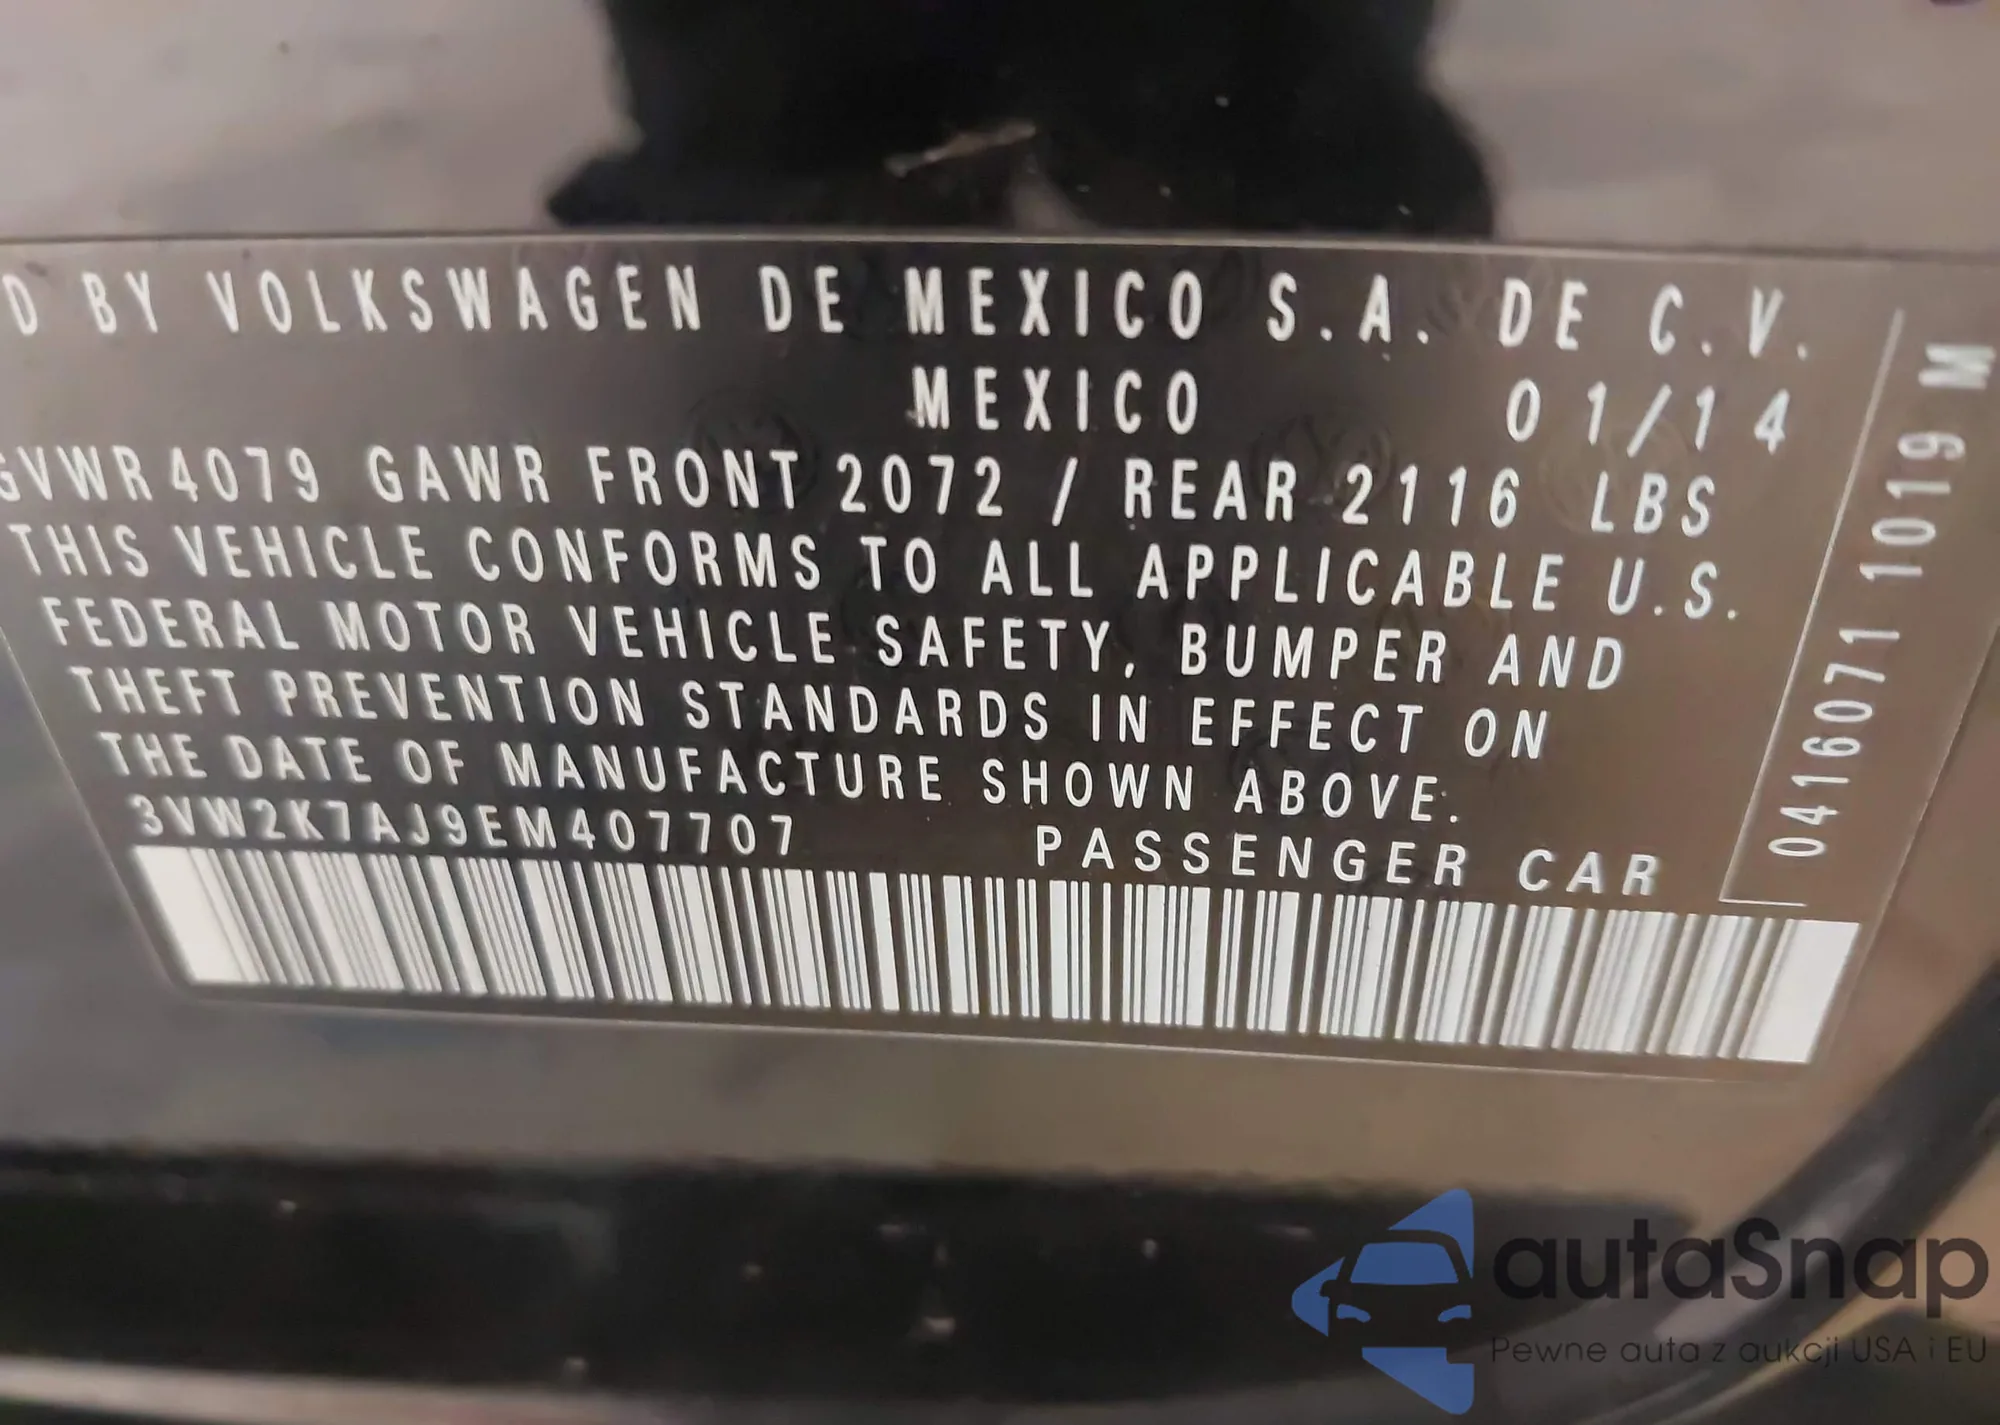 D BY VOLKSWAGEN DE MEXICO S.A. DE C.V.
MEXICO 01/14
GVWR 4079 GAWR FRONT 2072 / REAR 2116 LBS
THIS VEHICLE CONFORMS TO ALL APPLICABLE U.S.
FEDERAL MOTOR VEHICLE SAFETY, BUMPER AND
THEFT PREVENTION STANDARDS IN EFFECT ON
THE DATE OF MANUFACTURE SHOWN ABOVE.
3VW2K7AJ9EM407707 PASSENGER CAR
0416071 1019 M
autaSnap
Pewne auta z aukcji USA i EU